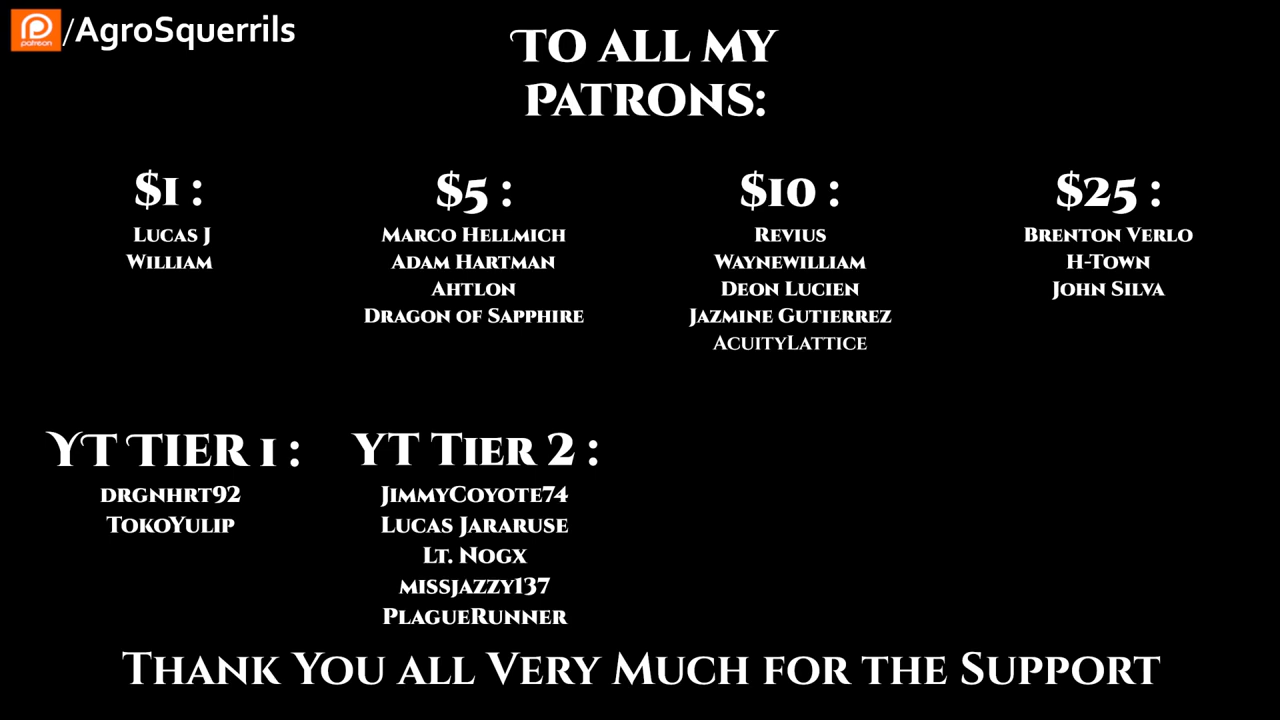 patreon
/AgroSquerrils
To all my
Patrons:
$1 :
Lucas J
William
$5 :
Marco Hellmich
Adam Hartman
Ahtlon
Dragon of Sapphire
$10 :
Revius
Waynewilliam
Deon Lucien
Jazmine Gutierrez
AcuityLattice
$25 :
Brenton Verlo
H-Town
John Silva
YT Tier 1 :
drgnhrt92
TokoYulip
YT Tier 2 :
JimmyCoyote74
Lucas Jararuse
Lt. Nogx
missjazzy137
PlagueRunner
Thank You all Very Much for the Support